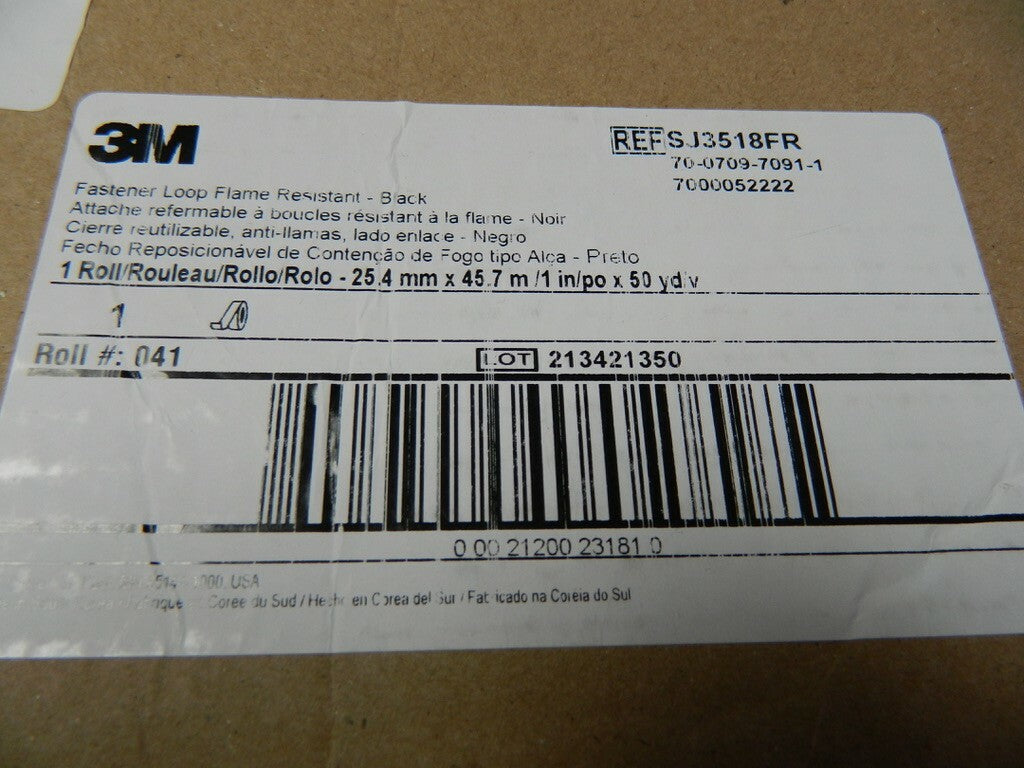 3M
REF SJ3518FR
70-0709-7091-1
7000052222
Fastener Loop Flame Resistant - Black
Attache refermable à boucles résistant à la flame - Noir
Cierre reutilizable, anti-llamas, lado enlace - Negro
Fecho Reposicionável de Contenção de Fogo tipo Alça - Preto
1 Roll/Rouleau/Rollo/Rolo - 25.4 mm x 45.7 m /1 in/po x 50 yd/v
1
Roll #: 041
LOT 213421350
0 00 21200 23181 0
USA
Corée du Sud / Hecho en Corea del Sur / Fabricado na Coreia do Sul